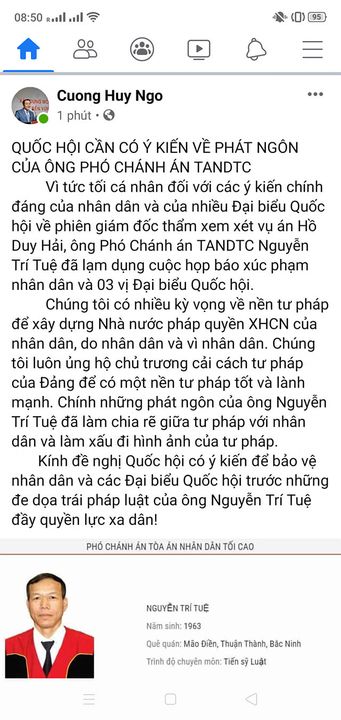 08:50
95
Cuong Huy Ngo
1 phút
QUỐC HỘI CẦN CÓ Ý KIẾN VỀ PHÁT NGÔN
CỦA ÔNG PHÓ CHÁNH ÁN TANDTC
Vì tức tối cá nhân đối với các ý kiến chính
đáng của nhân dân và của nhiều Đại biểu Quốc
hội về phiên giám đốc thẩm xem xét vụ án Hồ
Duy Hải, ông Phó Chánh án TANDTC Nguyễn
Trí Tuệ đã lạm dụng cuộc họp báo xúc phạm
nhân dân và 03 vị Đại biểu Quốc hội.
Chúng tôi có nhiều kỳ vọng về nền tư pháp
để xây dựng Nhà nước pháp quyền XHCN của
nhân dân, do nhân dân và vì nhân dân. Chúng
tôi luôn ủng hộ chủ trương cải cách tư pháp
của Đảng để có một nền tư pháp tốt và lành
mạnh. Chính những phát ngôn của ông Nguyễn
Trí Tuệ đã làm chia rẽ giữa tư pháp với nhân
dân và làm xấu đi hình ảnh của tư pháp.
Kính đề nghị Quốc hội có ý kiến để bảo vệ
nhân dân và các Đại biểu Quốc hội trước những
đe dọa trái pháp luật của ông Nguyễn Trí Tuệ
đầy quyền lực xa dân!
PHÓ CHÁNH ÁN TÒA ÁN NHÂN DÂN TỐI CAO
NGUYỄN TRÍ TUỆ
Năm sinh: 1963
Quê quán: Mão Điền, Thuận Thành, Bắc Ninh
Trình độ chuyên môn: Tiến sỹ Luật